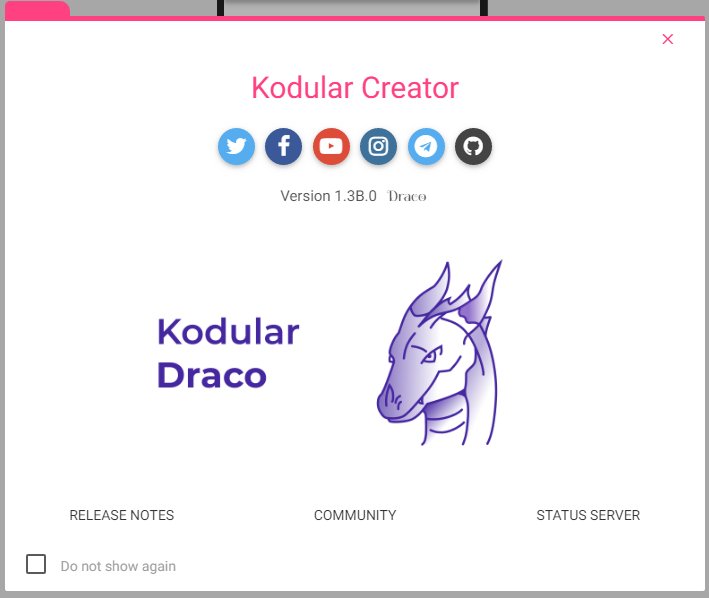 Kodular Creator
Version 1.3B.0 Draco
Kodular
Draco
RELEASE NOTES COMMUNITY STATUS SERVER
Do not show again